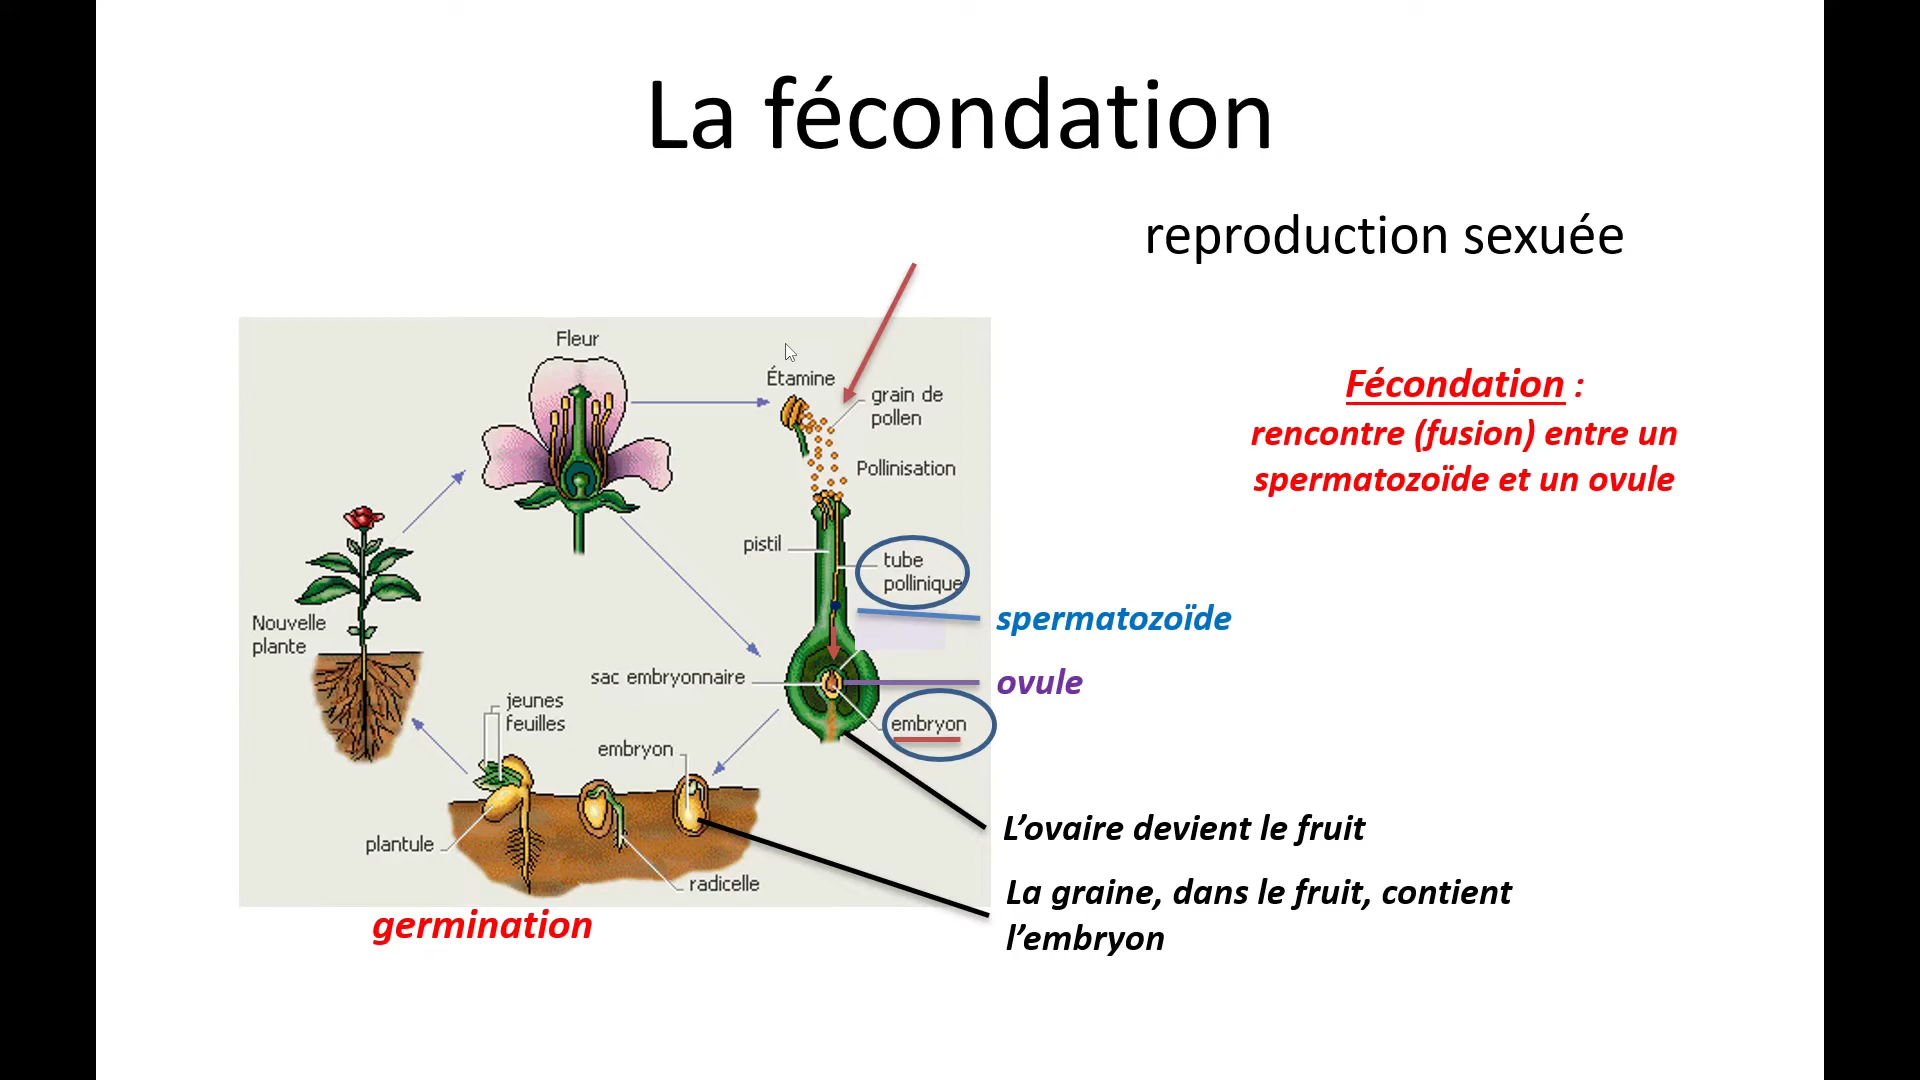 La fécondation
reproduction sexuée
Fleur
Étamine
grain de
pollen
Pollinisation
Fécondation :
rencontre (fusion) entre un
spermatozoïde et un ovule
pistil
tube
pollinique
spermatozoïde
Nouvelle
plante
sac embryonnaire
ovule
jeunes
feuilles
embryon
embryon
L’ovaire devient le fruit
plantule
radicelle
La graine, dans le fruit, contient
l’embryon
germination